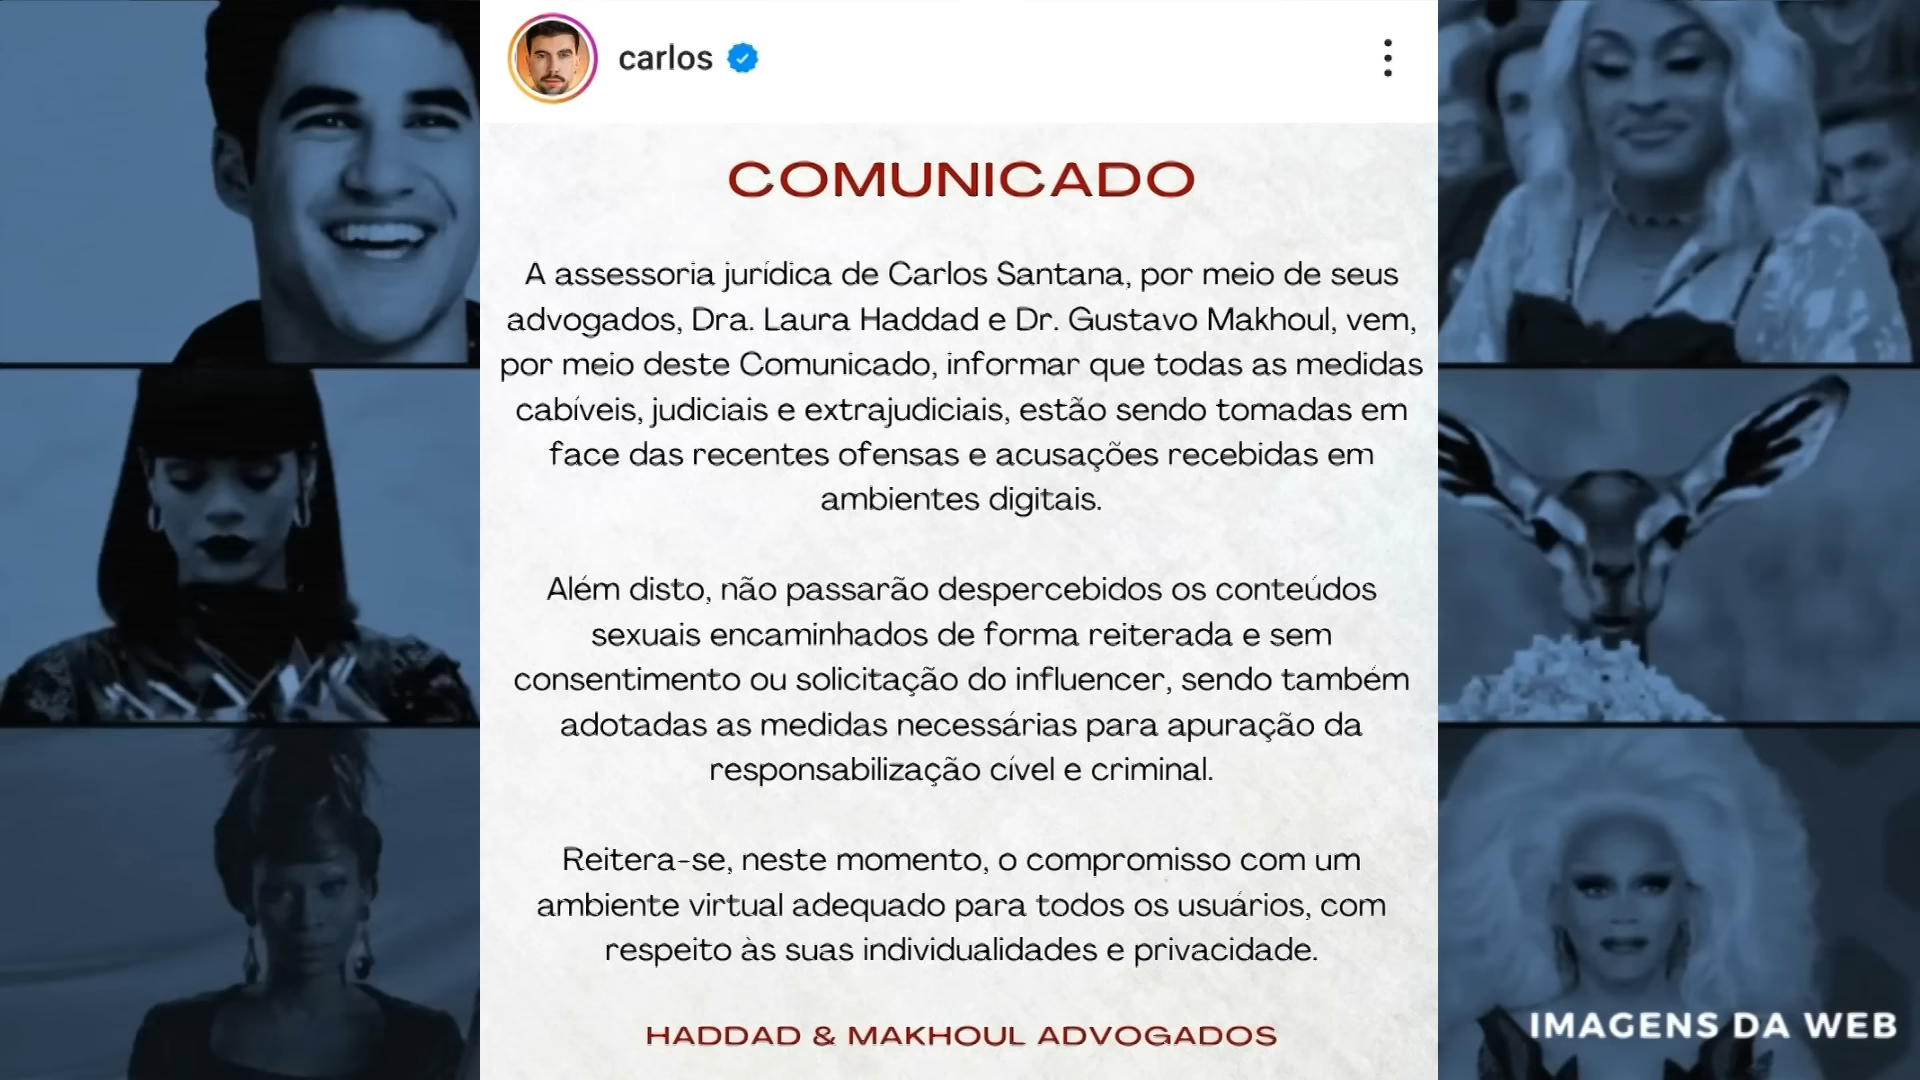 carlos
COMUNICADO
A assessoria jurídica de Carlos Santana, por meio de seus
advogados, Dra. Laura Haddad e Dr. Gustavo Makhoul, vem,
por meio deste Comunicado, informar que todas as medidas
cabíveis, judiciais e extrajudiciais, estão sendo tomadas em
face das recentes ofensas e acusações recebidas em
ambientes digitais.
Além disto, não passarão despercebidos os conteúdos
sexuais encaminhados de forma reiterada e sem
consentimento ou solicitação do influencer, sendo também
adotadas as medidas necessárias para apuração da
responsabilização cível e criminal.
Reitera-se, neste momento, o compromisso com um
ambiente virtual adequado para todos os usuários, com
respeito às suas individualidades e privacidade.
HADDAD & MAKHOUL ADVOGADOS
IMAGENS DA WEB